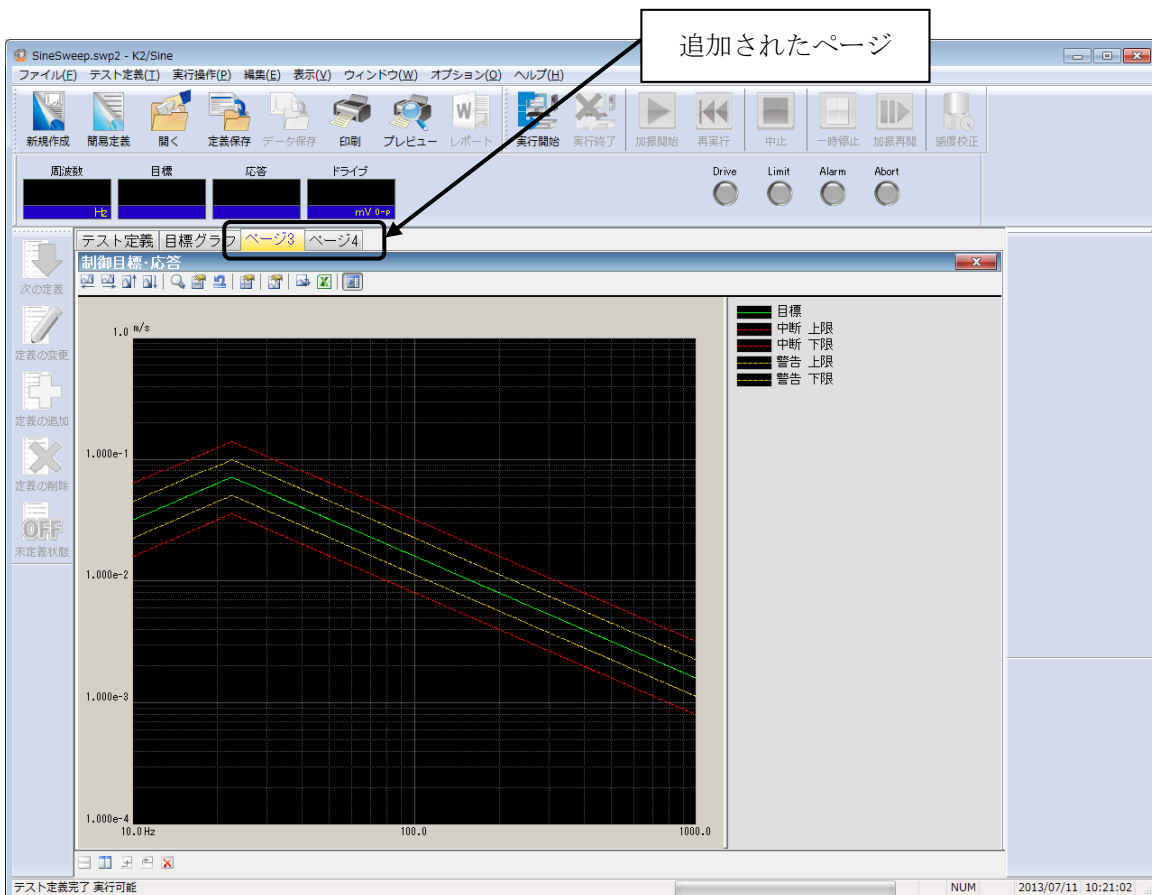 追加されたページ
SineSweep.swp2 - K2/Sine
ファイル(F) テスト定義(T) 実行操作(P) 編集(E) 表示(V) ウィンドウ(W) オプション(O) ヘルプ(H)
新規作成 簡易定義 開く 定義保存 データ保存 印刷 プレビュー レポート 実行開始 実行終了 加振開始 再実行 中止 一時停止 加振再開 感度校正
周波数 目標 応答 ドライブ Drive Limit Alarm Abort
Hz mV 0-P
テスト定義 目標グラフ ページ3 ページ4
制御目標・応答
次の定義
定義の変更
定義の追加
定義の削除
OFF
未定義状態
1.0 m/s
1.000e-1
1.000e-2
1.000e-3
1.000e-4
10.0 Hz 100.0 1000.0
目標
中断 上限
中断 下限
警告 上限
警告 下限
テスト定義完了 実行可能 NUM 2013/07/11 10:21:02